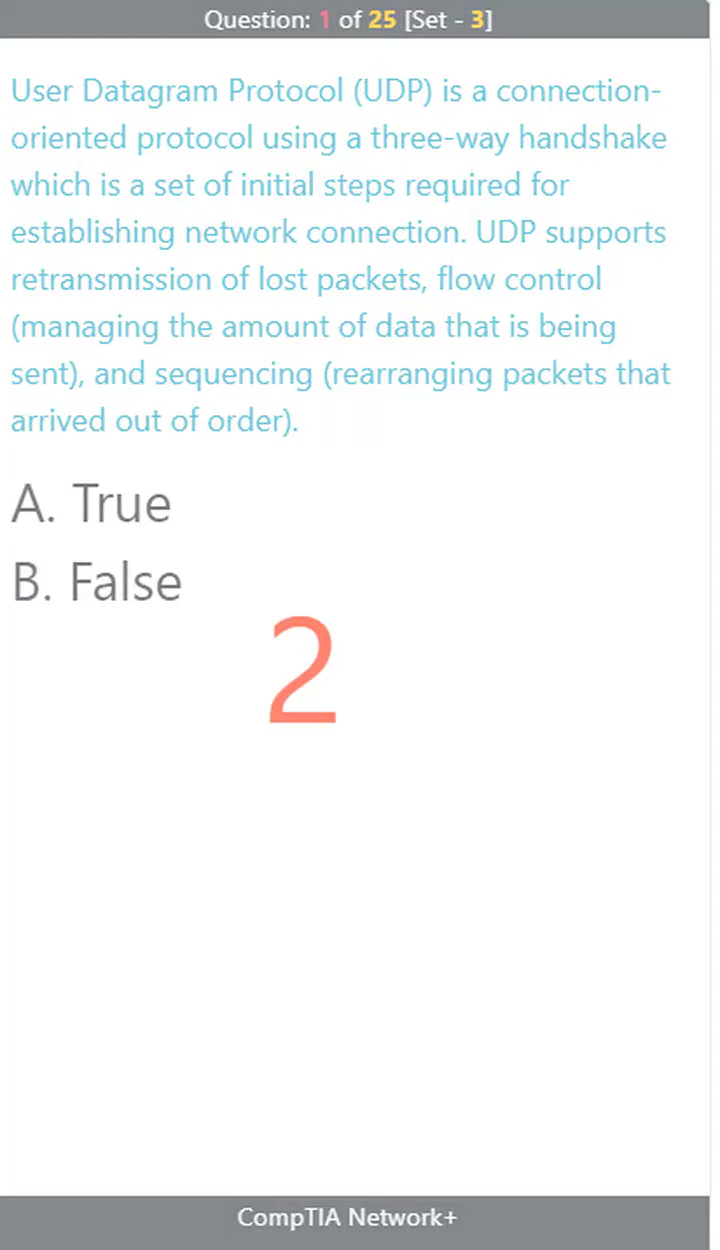 Question: 1 of 25 [Set - 3]
User Datagram Protocol (UDP) is a connection-
oriented protocol using a three-way handshake
which is a set of initial steps required for
establishing network connection. UDP supports
retransmission of lost packets, flow control
(managing the amount of data that is being
sent), and sequencing (rearranging packets that
arrived out of order).
A. True
B. False
2
CompTIA Network+